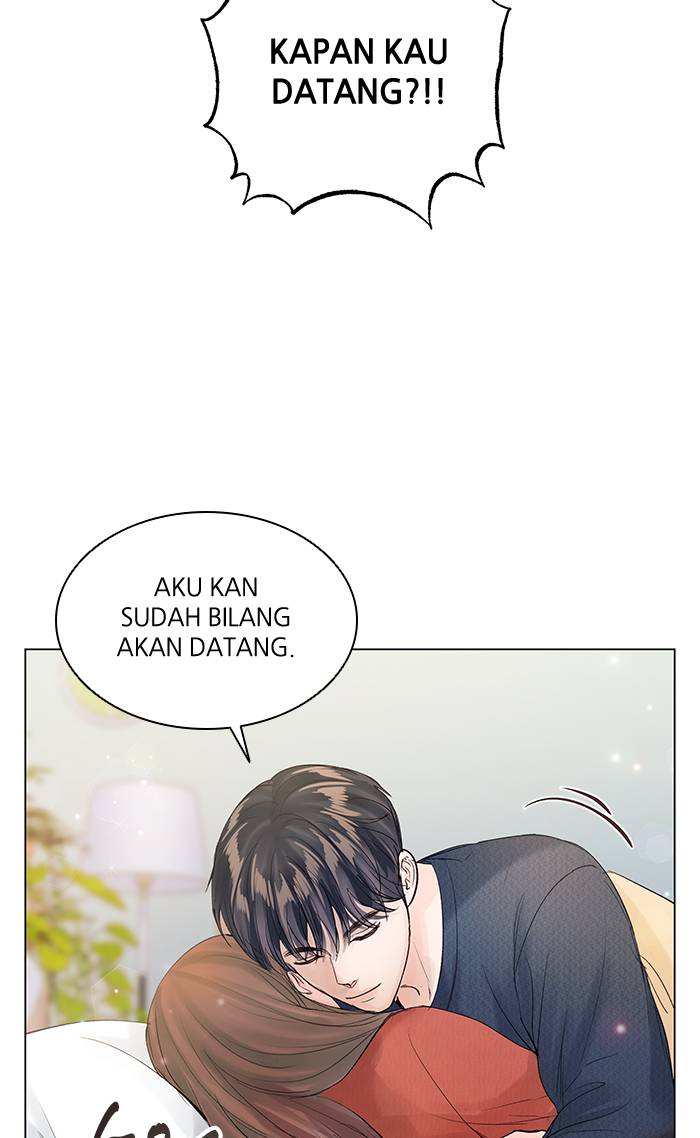 KAPAN KAU
DATANG?!!
AKU KAN
SUDAH BILANG
AKAN DATANG.